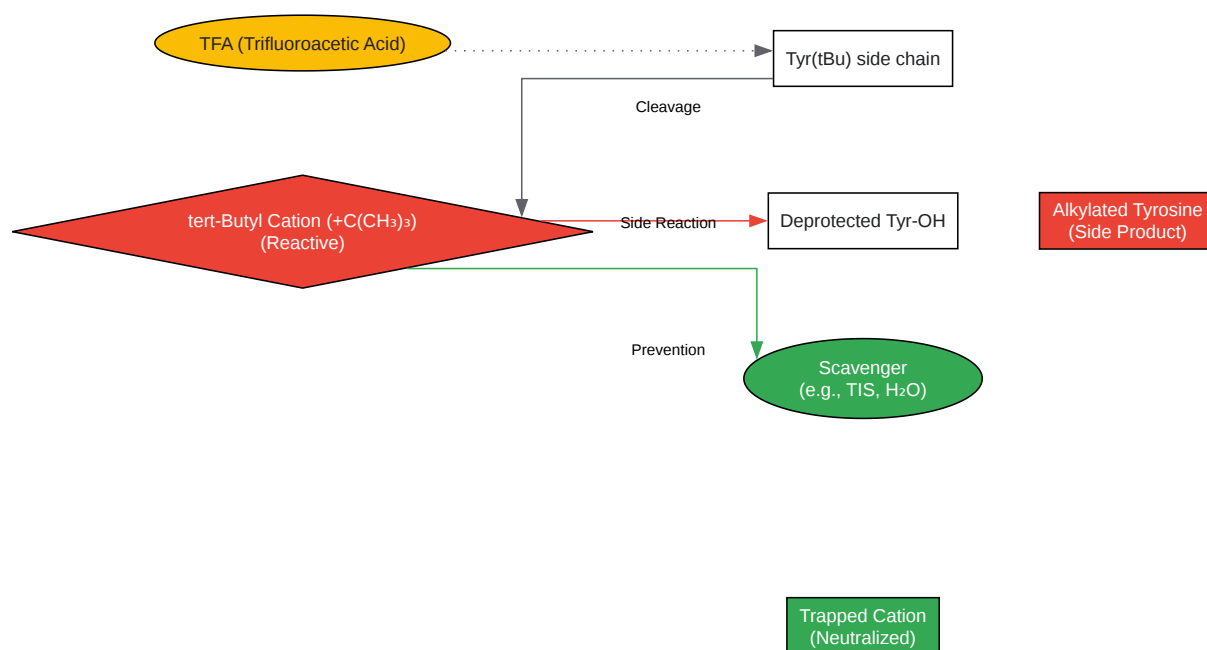 TFA (Trifluoroacetic Acid)
Tyr(tBu) side chain
Cleavage
tert-Butyl Cation (+C(CH₃)₃)
(Reactive)
Side Reaction
Deprotected Tyr-OH
Alkylated Tyrosine
(Side Product)
Prevention
Scavenger
(e.g., TIS, H₂O)
Trapped Cation
(Neutralized)